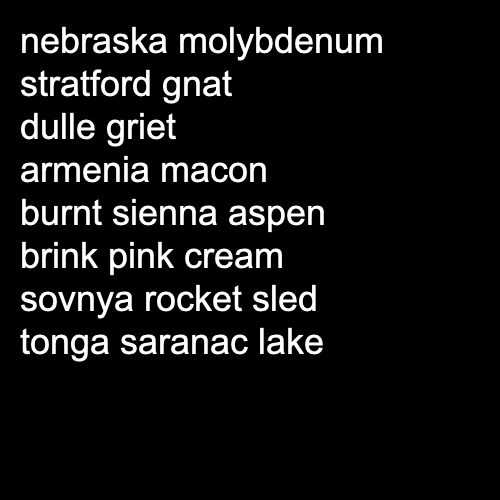 nebraska molybdenum
stratford gnat
dulle griet
armenia macon
burnt sienna aspen
brink pink cream
sovnya rocket sled
tonga saranac lake